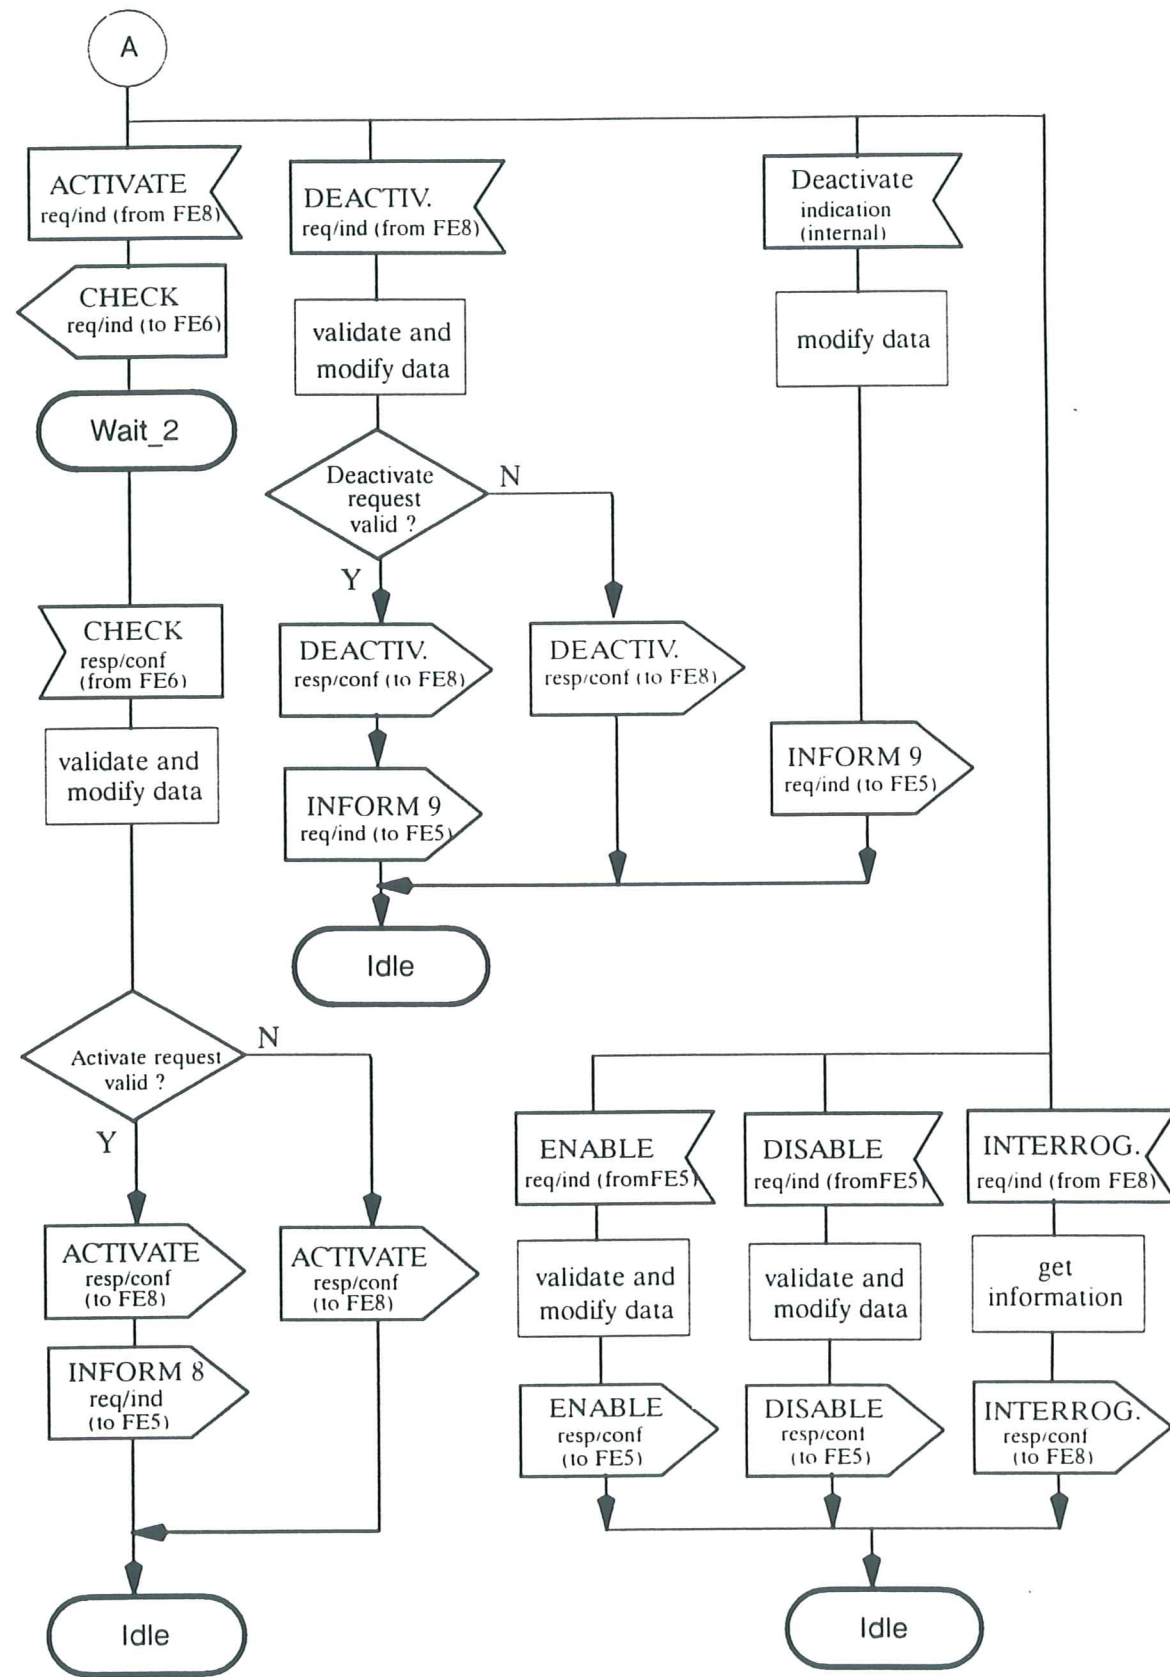 A
ACTIVATE
req/ind (from FE8)
CHECK
req/ind (to FE6)
Wait_2
CHECK
resp/conf
(from FE6)
validate and
modify data
Activate request
valid ?
N
Y
ACTIVATE
resp/conf
(to FE8)
INFORM 8
req/ind
(to FE5)
ACTIVATE
resp/conf
(to FE8)
Idle
DEACTIV.
req/ind (from FE8)
validate and
modify data
Deactivate
request
valid ?
N
Y
DEACTIV.
resp/conf (to FE8)
INFORM 9
req/ind (to FE5)
DEACTIV.
resp/conf (to FE8)
Idle
Deactivate
indication
(internal)
modify data
INFORM 9
req/ind (to FE5)
ENABLE
req/ind (fromFE5)
validate and
modify data
ENABLE
resp/conf
(to FE5)
DISABLE
req/ind (fromFE5)
validate and
modify data
DISABLE
resp/conf
(to FE5)
INTERROG.
req/ind (from FE8)
get
information
INTERROG.
resp/conf
(to FE8)
Idle